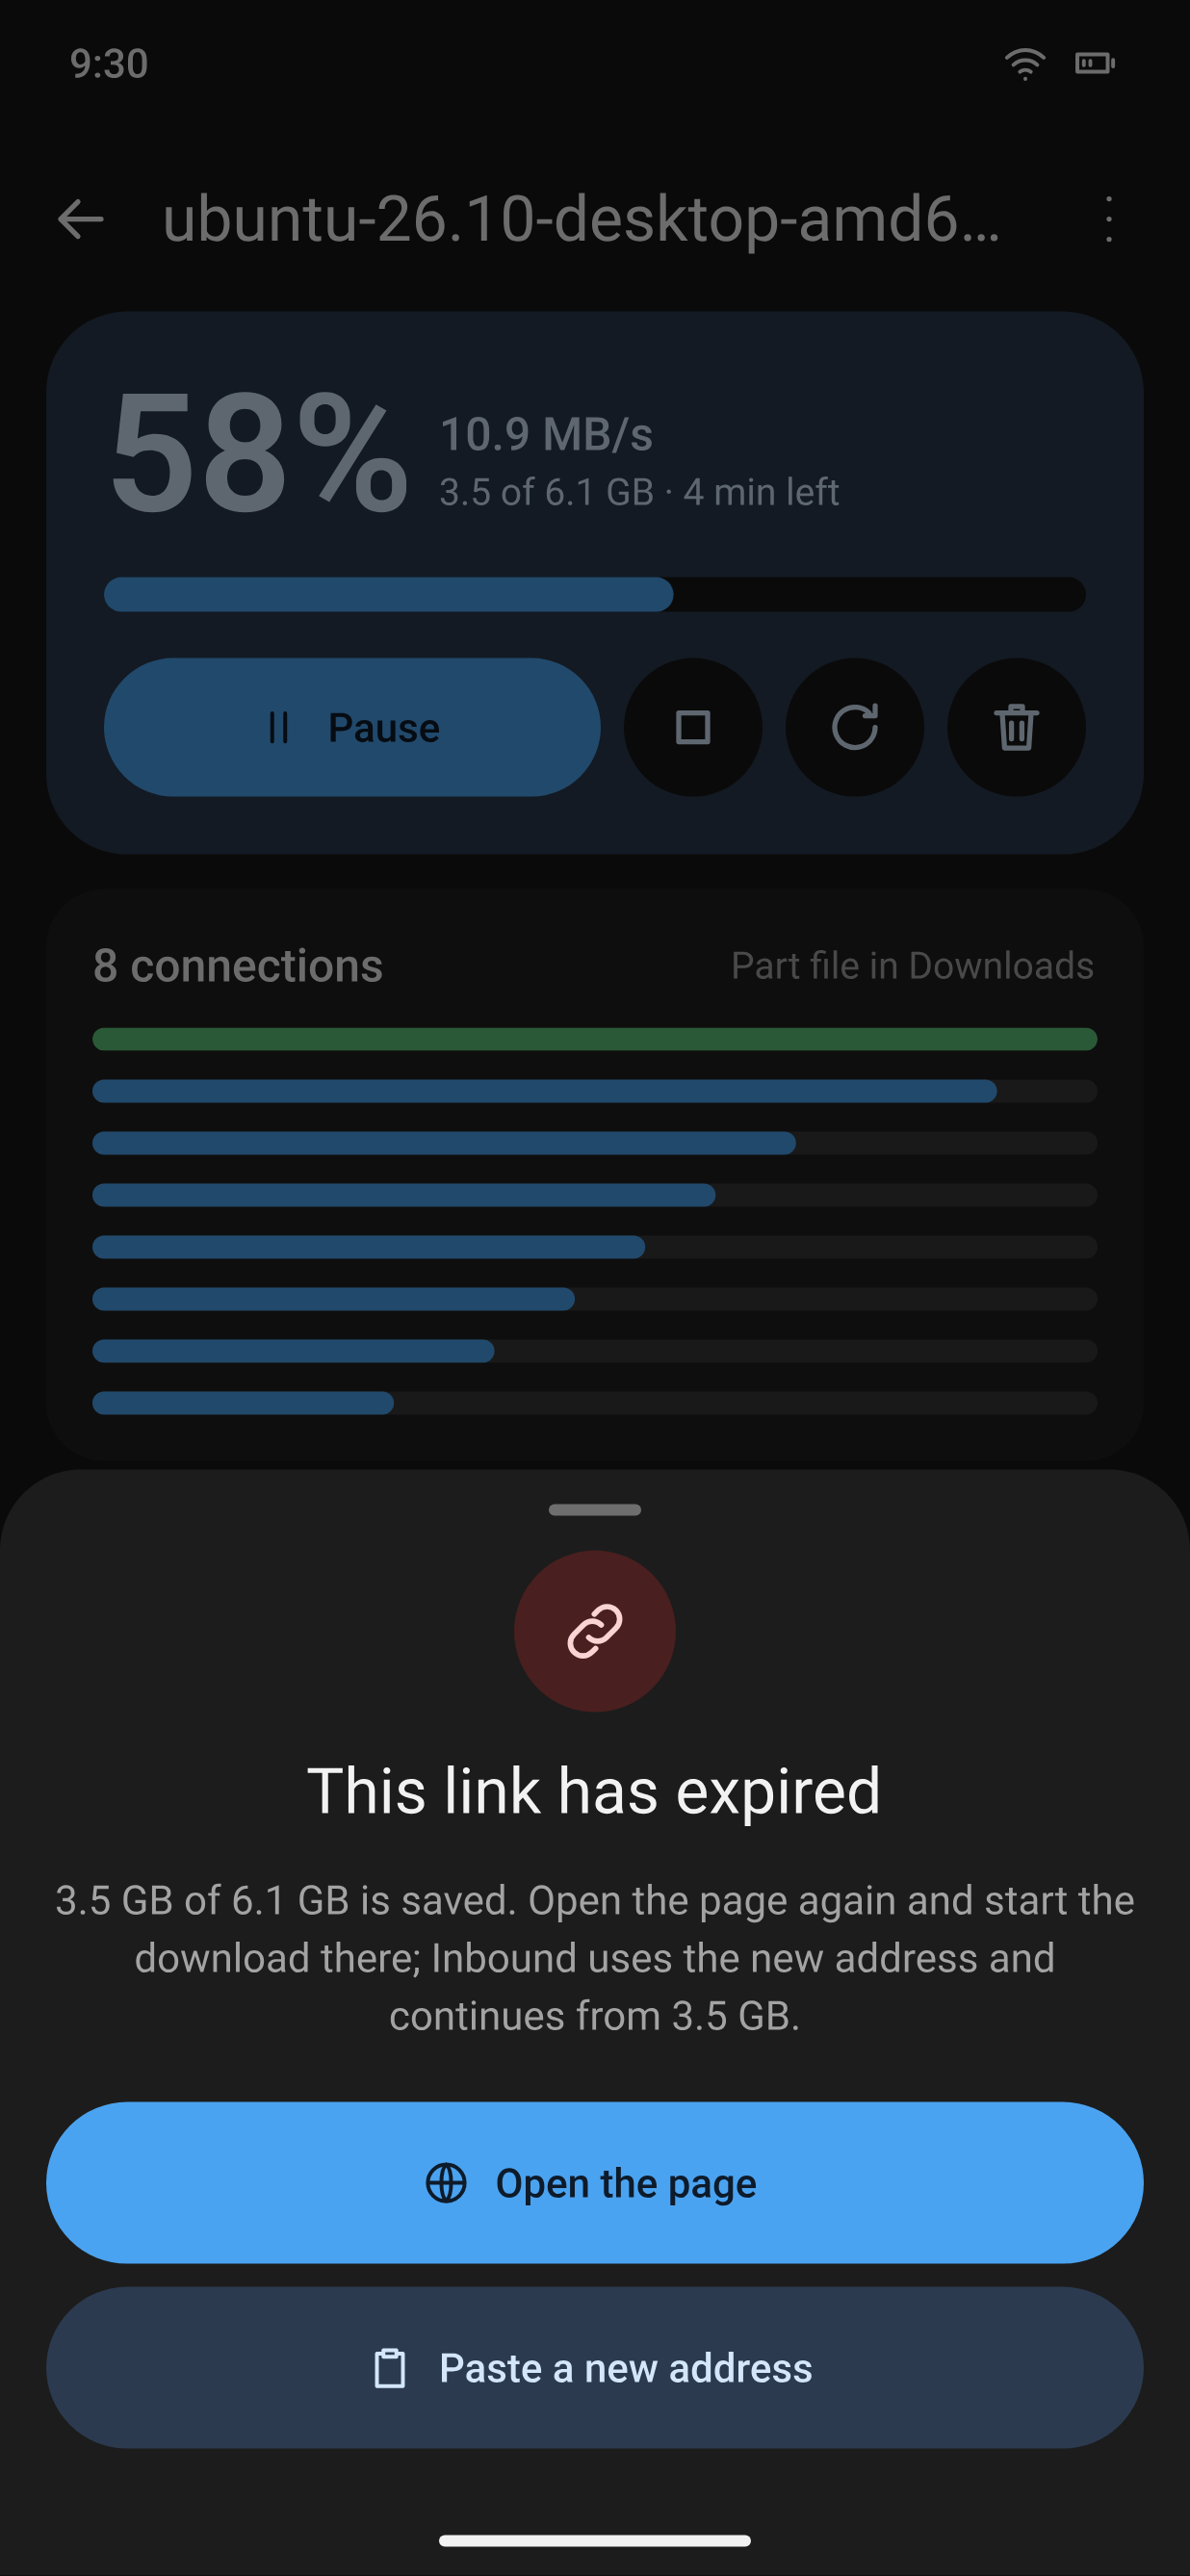 9:30
ubuntu-26.10-desktop-amd6…
58%
10.9 MB/s
3.5 of 6.1 GB · 4 min left
Pause
8 connections
Part file in Downloads
This link has expired
3.5 GB of 6.1 GB is saved. Open the page again and start the
download there; Inbound uses the new address and
continues from 3.5 GB.
Open the page
Paste a new address